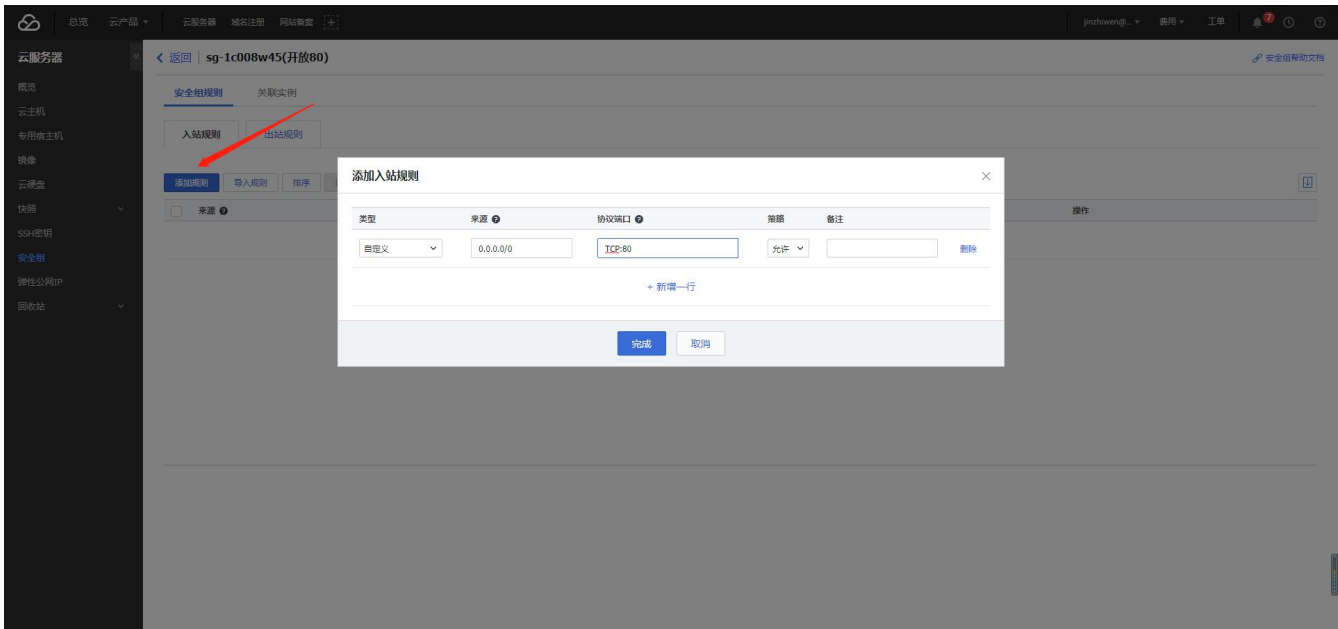 总览 云产品 云服务器 域名注册 网站备案 jinzhiwen@... 费用 工单 7
云服务器 返回 sg-1c008w45(开放80) 安全组帮助文档
概览
安全组规则 关联实例
云主机
专用宿主机
入站规则 出站规则
镜像
云硬盘
添加规则 导入规则 排序
快照
来源 操作
SSH密钥
安全组
弹性公网IP
回收站
添加入站规则
类型 来源 协议端口 策略 备注
自定义 0.0.0.0/0 TCP:80 允许 删除
+ 新增一行
完成 取消